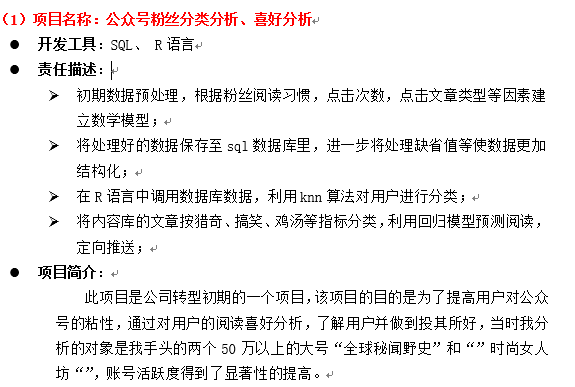 (1)项目名称：公众号粉丝分类分析、喜好分析
● 开发工具：SQL、 R 语言
● 责任描述：
➢ 初期数据预处理，根据粉丝阅读习惯，点击次数，点击文章类型等因素建
立数学模型；
➢ 将处理好的数据保存至 sql 数据库里，进一步将处理缺省值等使数据更加
结构化；
➢ 在 R 语言中调用数据库数据，利用 knn 算法对用户进行分类；
➢ 将内容库的文章按猎奇、搞笑、鸡汤等指标分类，利用回归模型预测阅读，
定向推送；
● 项目简介：
此项目是公司转型初期的一个项目，该项目的目的是为了提高用户对公众
号的粘性，通过对用户的阅读喜好分析，了解用户并做到投其所好，当时我分
析的对象是我手头的两个 50 万以上的大号“全球秘闻野史”和“”时尚女人
坊“”，账号活跃度得到了显著性的提高。